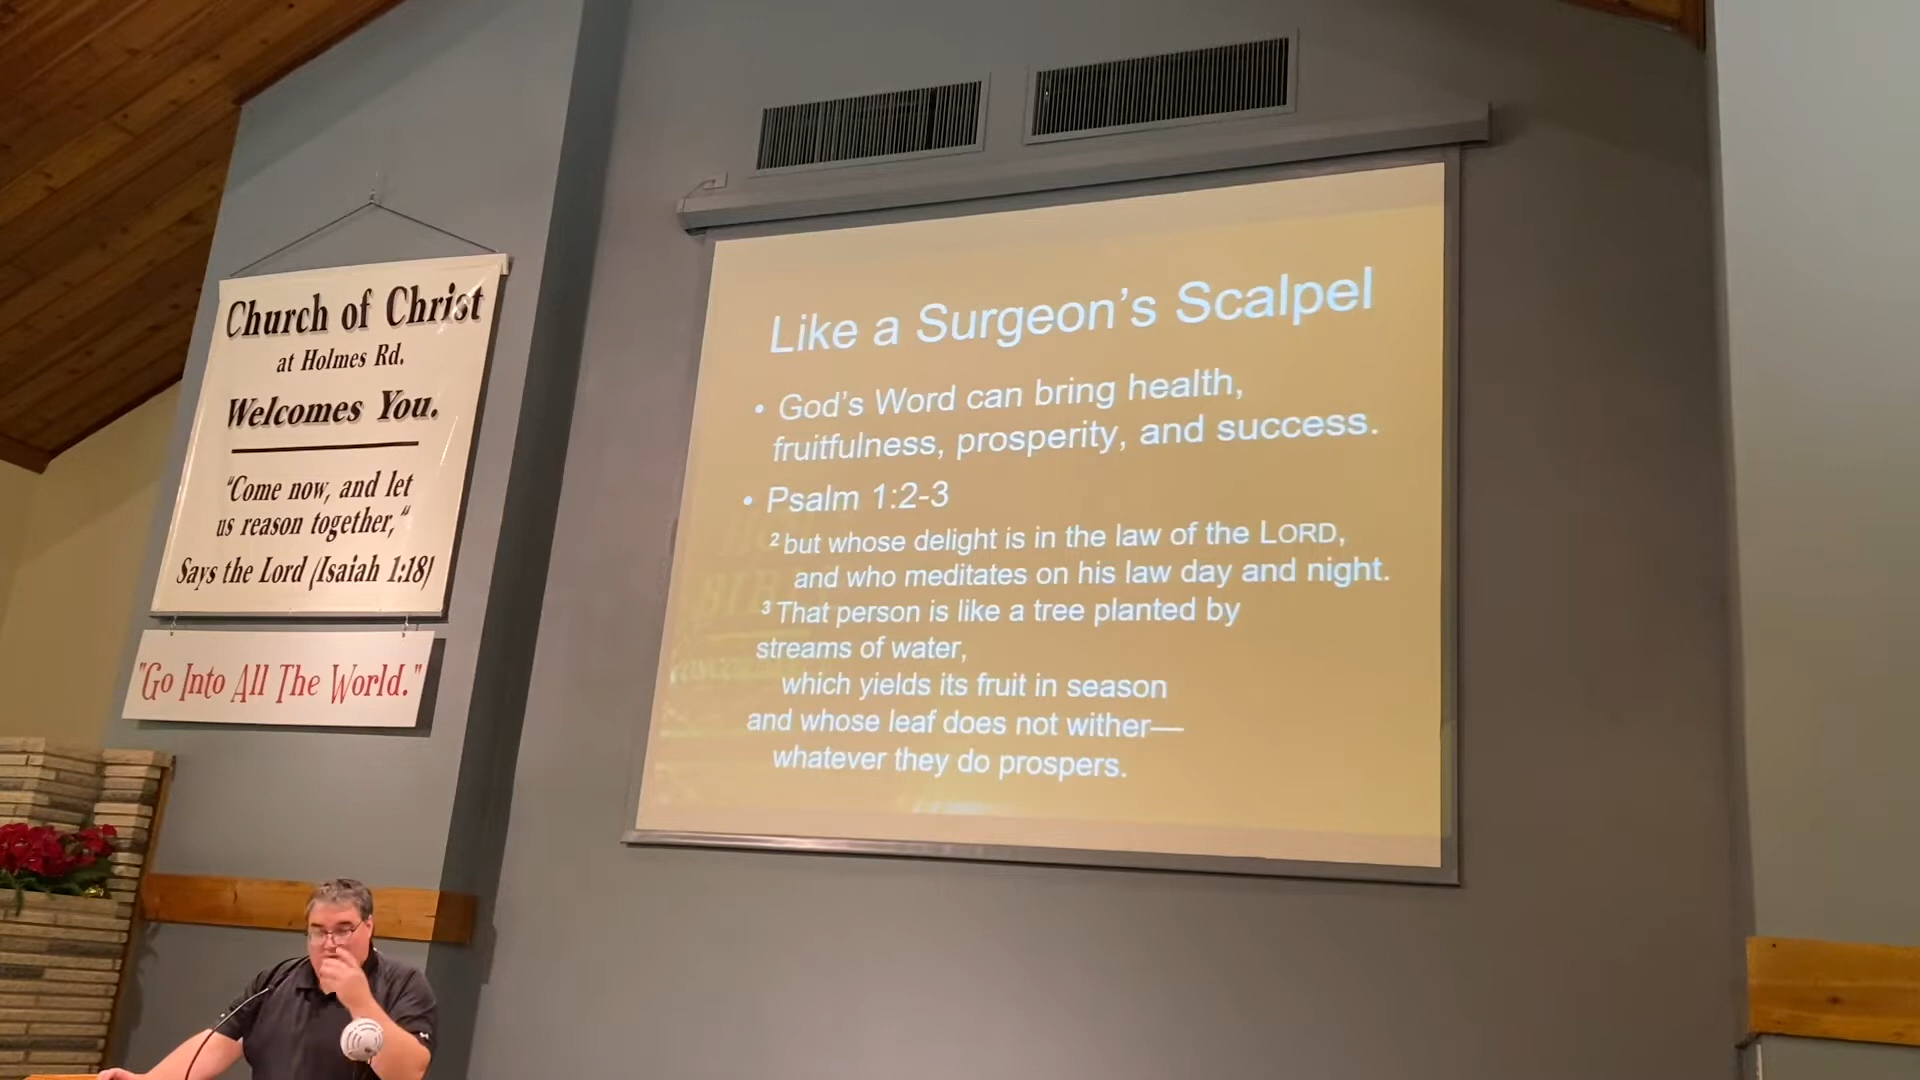 Church of Christ
at Holmes Rd.
Welcomes You.
"Come now, and let
us reason together,"
Says the Lord (Isaiah 1:18)
"Go Into All The World."
Like a Surgeon's Scalpel
• God's Word can bring health,
fruitfulness, prosperity, and success.
• Psalm 1:2-3
2 but whose delight is in the law of the LORD,
and who meditates on his law day and night.
3 That person is like a tree planted by
streams of water,
which yields its fruit in season
and whose leaf does not wither—
whatever they do prospers.